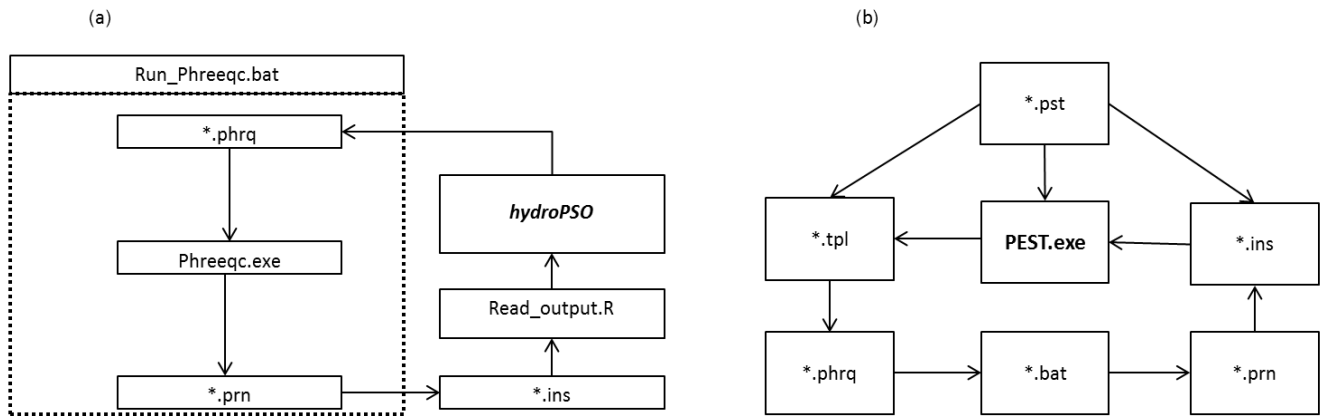 (a)
Run_Phreeqc.bat
*.phrq
Phreeqc.exe
*.prn
hydroPSO
Read_output.R
*.ins
(b)
*.pst
*.tpl
PEST.exe
*.ins
*.phrq
*.bat
*.prn